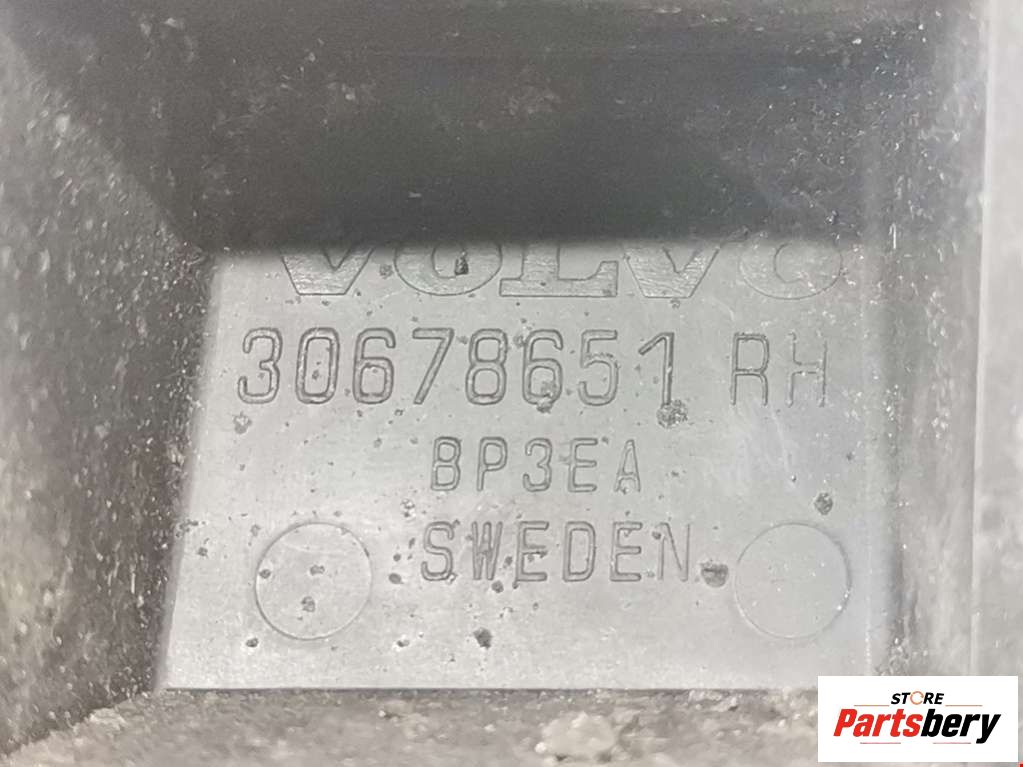 VOLVO
30678651 RH
BP3EA
SWEDEN
STORE
Partsbery